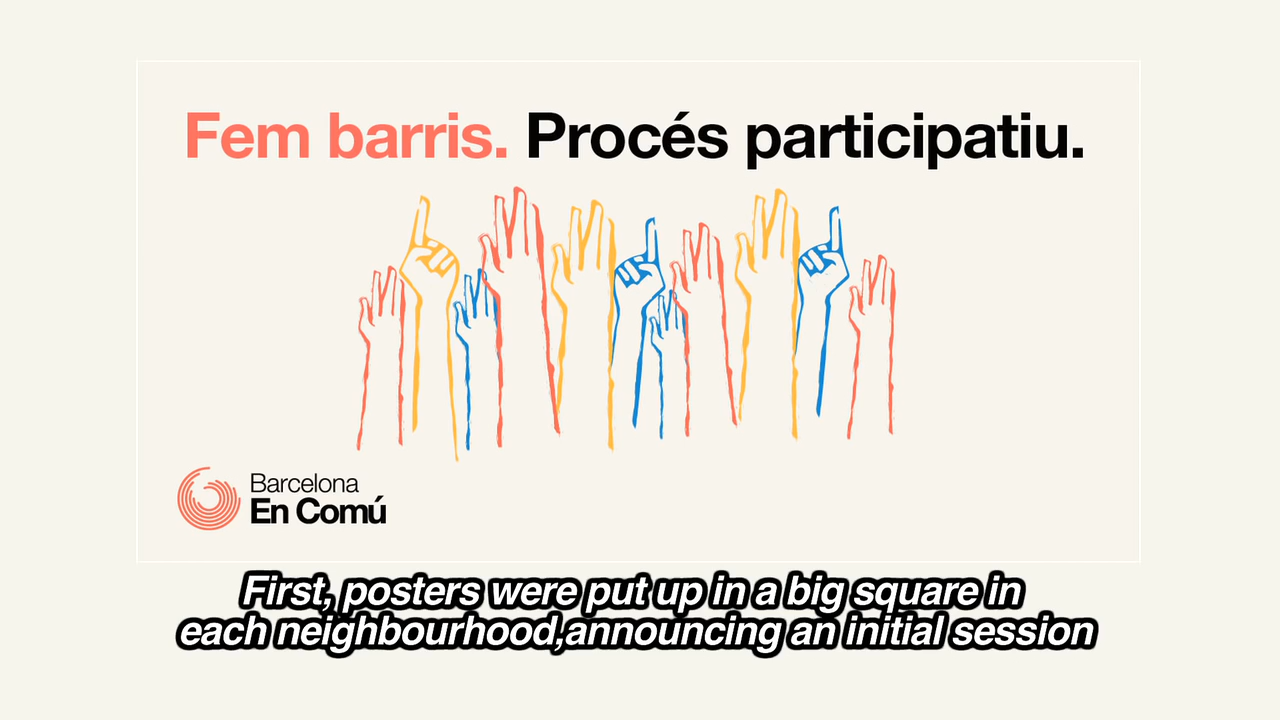 Fem barris. Procés participatiu.
Barcelona
En Comú
First, posters were put up in a big square in
each neighbourhood,announcing an initial session